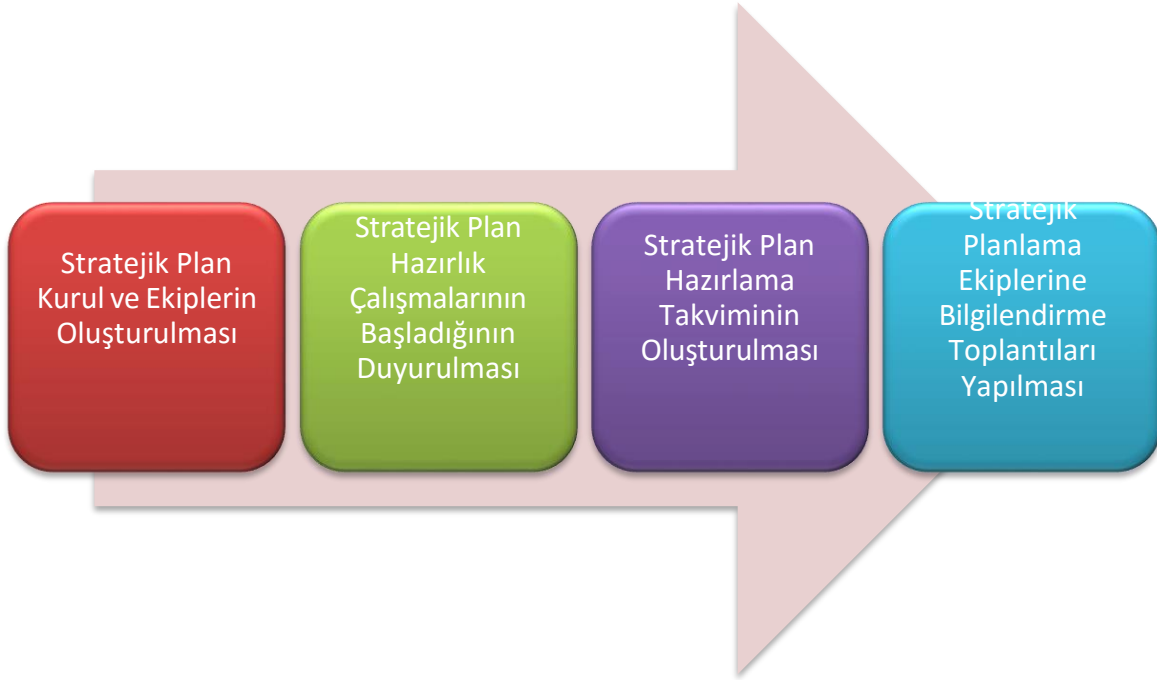 Stratejik Plan
Kurul ve Ekiplerin
Oluşturulması
Stratejik Plan
Hazırlık
Çalışmalarının
Başladığının
Duyurulması
Stratejik Plan
Hazırlama
Takviminin
Oluşturulması
Stratejik
Planlama
Ekiplerine
Bilgilendirme
Toplantıları
Yapılması